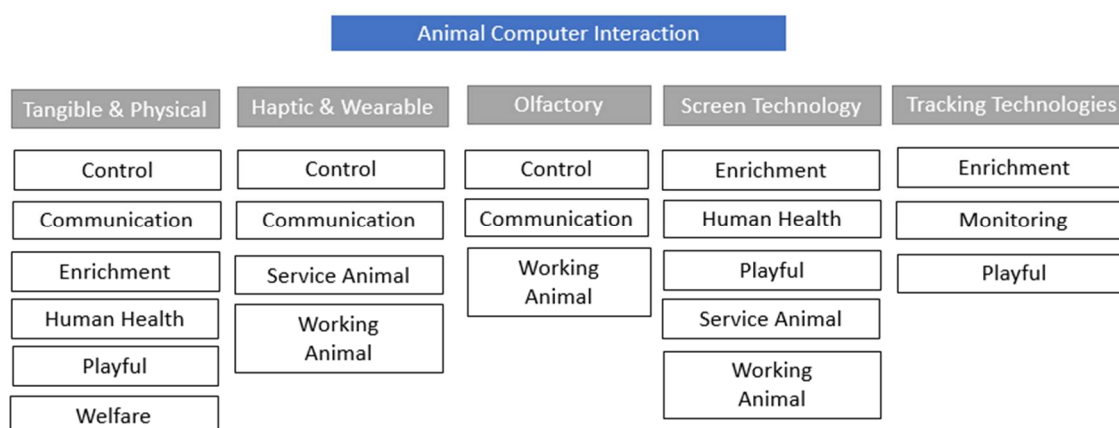 Animal Computer Interaction
Tangible & Physical
Control
Communication
Enrichment
Human Health
Playful
Welfare
Haptic & Wearable
Control
Communication
Service Animal
Working
Animal
Olfactory
Control
Communication
Working
Animal
Screen Technology
Enrichment
Human Health
Playful
Service Animal
Working
Animal
Tracking Technologies
Enrichment
Monitoring
Playful